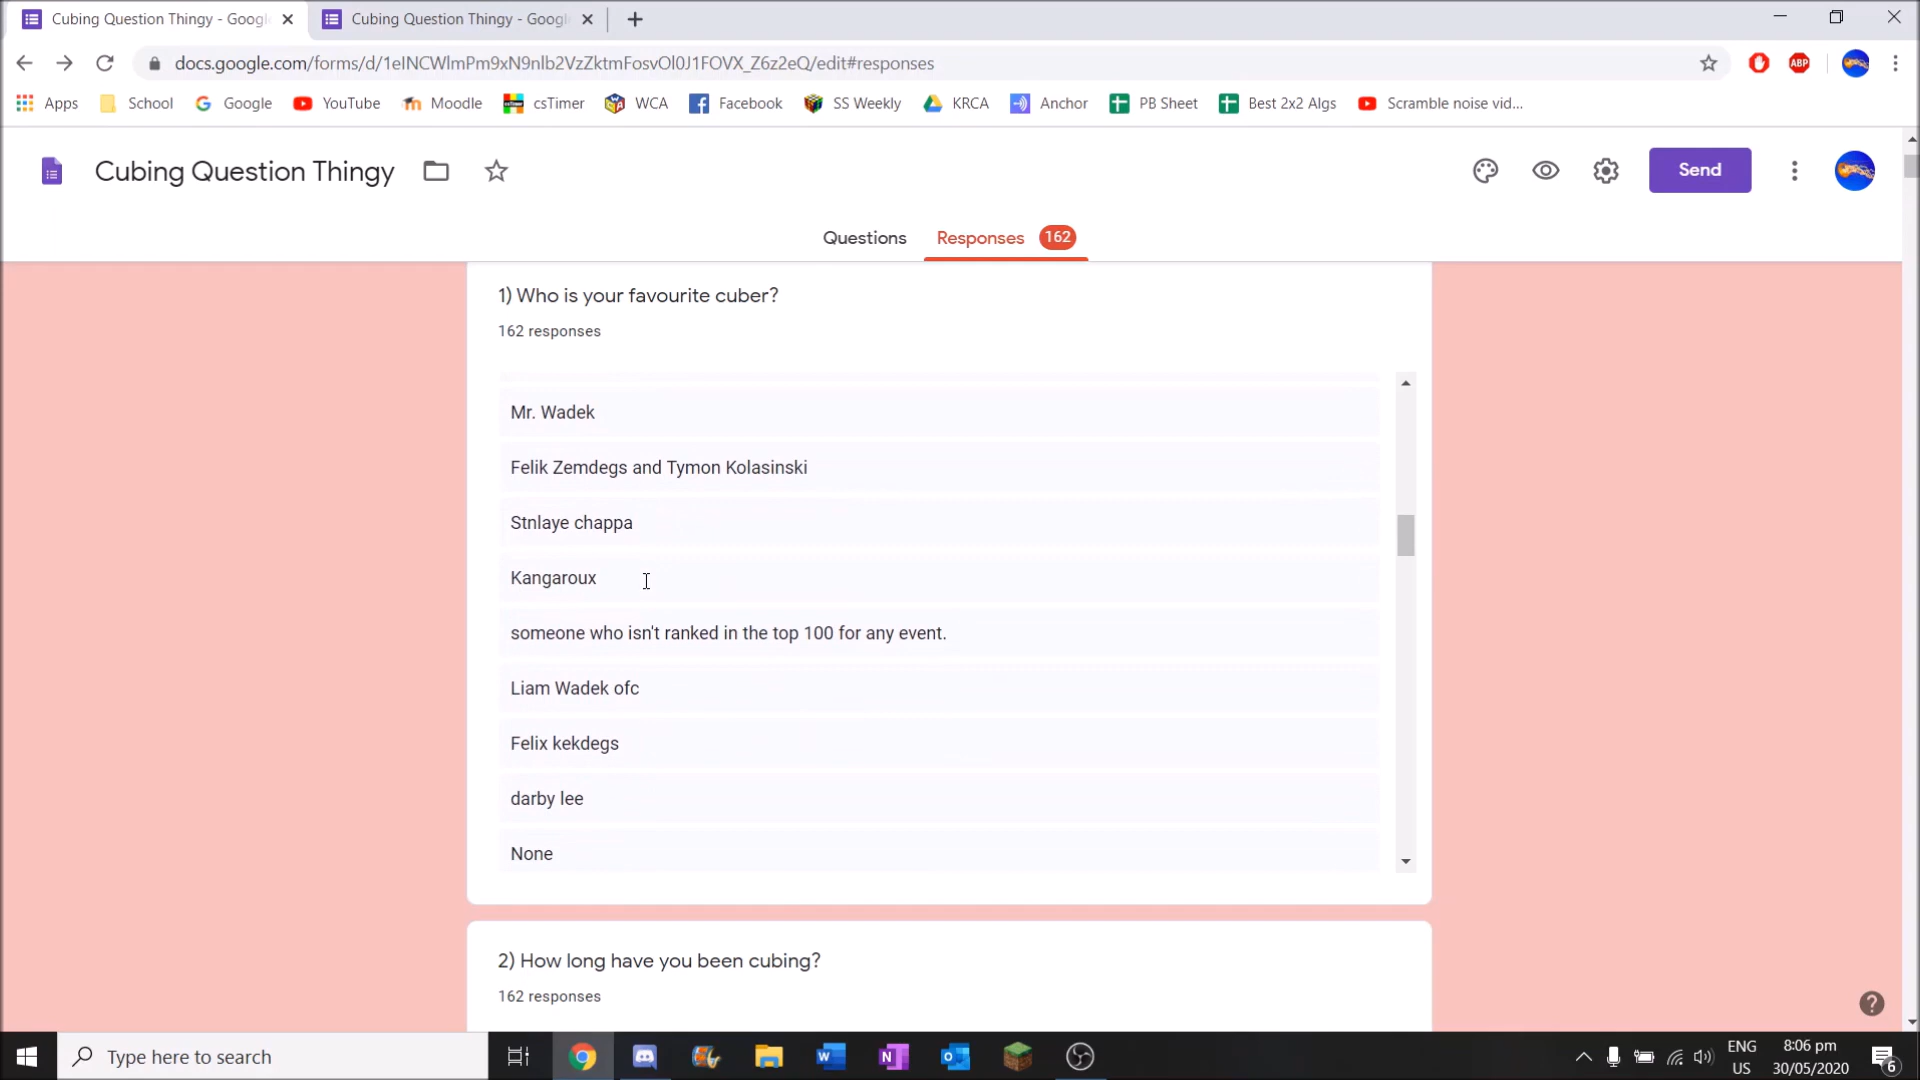 Cubing Question Thingy - Googl
Cubing Question Thingy - Googl
docs.google.com/forms/d/1eINCWlmPm9xN9nlb2VzZktmFosvOl0J1FOVX_Z6z2eQ/edit#responses
ABP
Apps School Google YouTube Moodle csTimer WCA Facebook SS Weekly KRCA Anchor PB Sheet Best 2x2 Algs Scramble noise vid...
Cubing Question Thingy
Send
Questions Responses 162
1) Who is your favourite cuber?
162 responses
Mr. Wadek
Felik Zemdegs and Tymon Kolasinski
Stnlaye chappa
Kangaroux
someone who isn't ranked in the top 100 for any event.
Liam Wadek ofc
Felix kekdegs
darby lee
None
2) How long have you been cubing?
162 responses
Type here to search
ENG
US
8:06 pm
30/05/2020
6